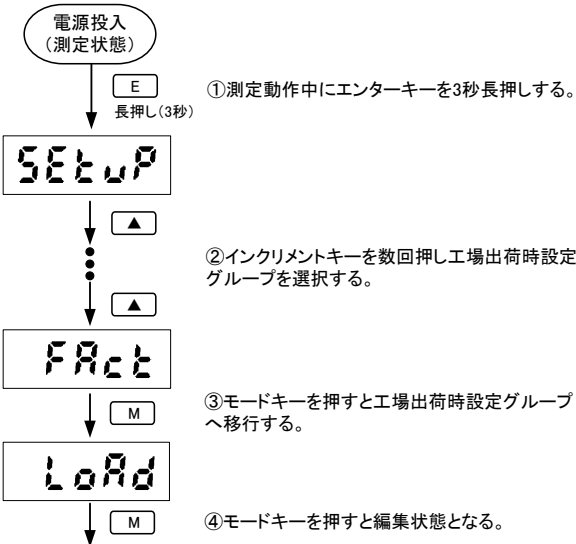 電源投入
（測定状態）
E
長押し（3秒）
①測定動作中にエンターキーを3秒長押しする。
SEtuP
▲
②インクリメントキーを数回押し工場出荷時設定
グループを選択する。
▲
FAct
③モードキーを押すと工場出荷時設定グループ
へ移行する。
M
LoAd
M
④モードキーを押すと編集状態となる。